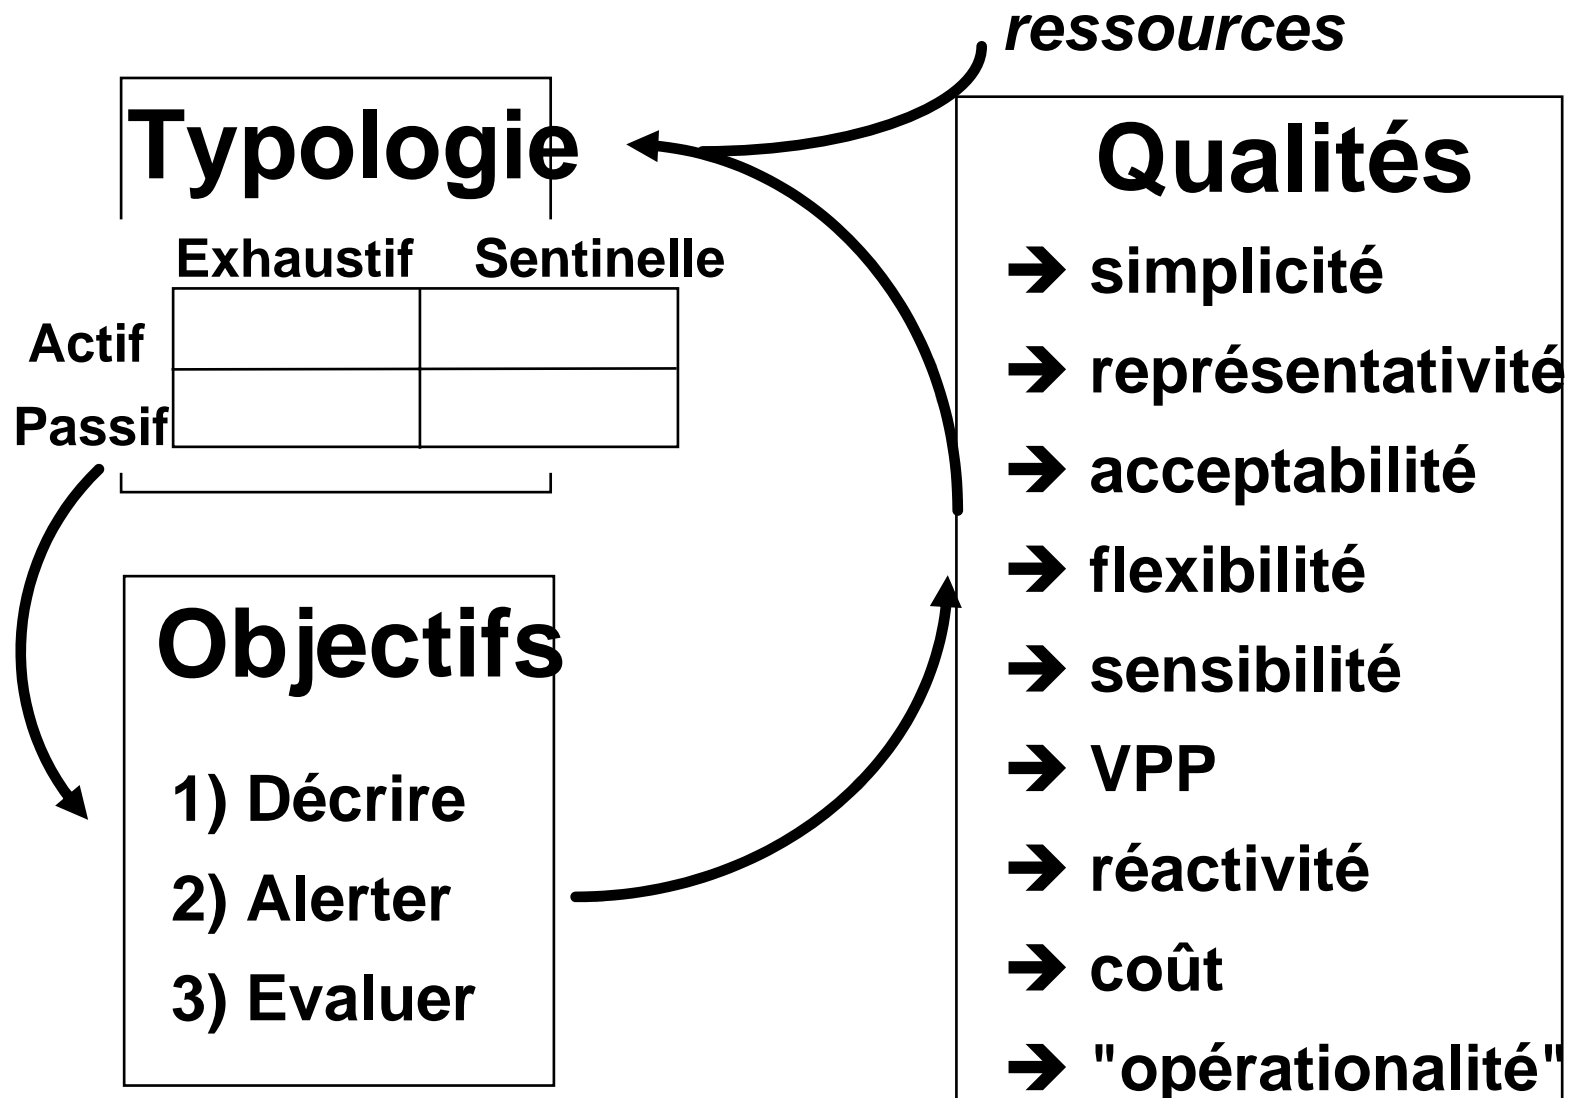 ressources
Typologie
Exhaustif Sentinelle
Actif
Passif
Objectifs
1) Décrire
2) Alerter
3) Evaluer
Qualités
➔ simplicité
➔ représentativité
➔ acceptabilité
➔ flexibilité
➔ sensibilité
➔ VPP
➔ réactivité
➔ coût
➔ "opérationalité"